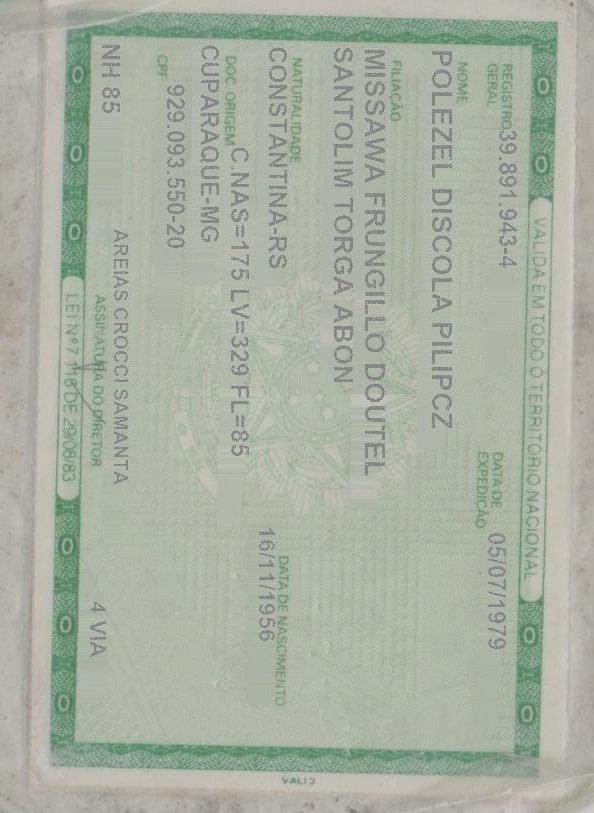 VALIDA EM TODO O TERRITÓRIO NACIONAL
REGISTRO GERAL 39.891.943-4 DATA DE EXPEDIÇÃO 05/07/1979
NOME
POLEZEL DISCOLA PILIPCZ
FILIAÇÃO
MISSAWA FRUNGILLO DOUTEL
SANTOLIM TORGA ABON
NATURALIDADE DATA DE NASCIMENTO
CONSTANTINA-RS 16/11/1956
DOC. ORIGEM C.NAS=175 LV=329 FL=85
CUPARAQUE-MG
CPF 929.093.550-20
NH 85 AREIAS CROCCI SAMANTA 4 VIA
ASSINATURA DO DIRETOR
LEI Nº 7.116 DE 29/08/83
VALID